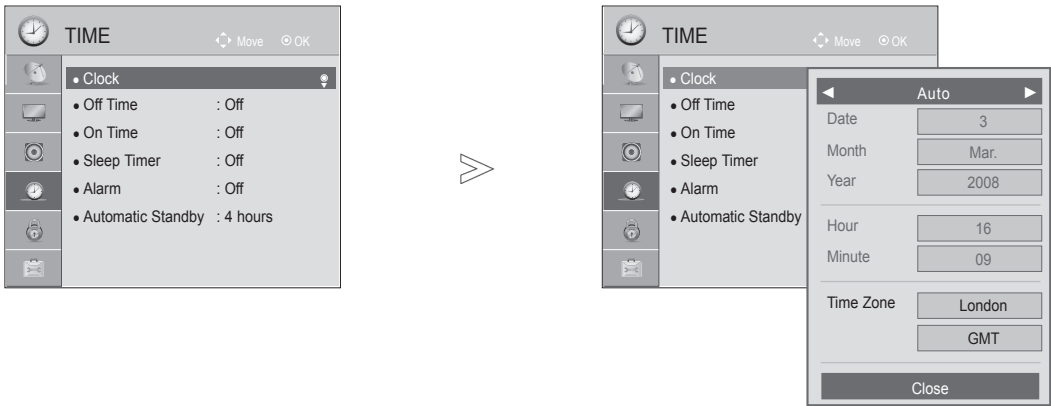 TIME
Move OK
• Clock
• Off Time : Off
• On Time : Off
• Sleep Timer : Off
• Alarm : Off
• Automatic Standby : 4 hours
TIME
Move OK
• Clock
• Off Time
• On Time
• Sleep Timer
• Alarm
• Automatic Standby
◀ Auto ▶
Date 3
Month Mar.
Year 2008
Hour 16
Minute 09
Time Zone London
GMT
Close